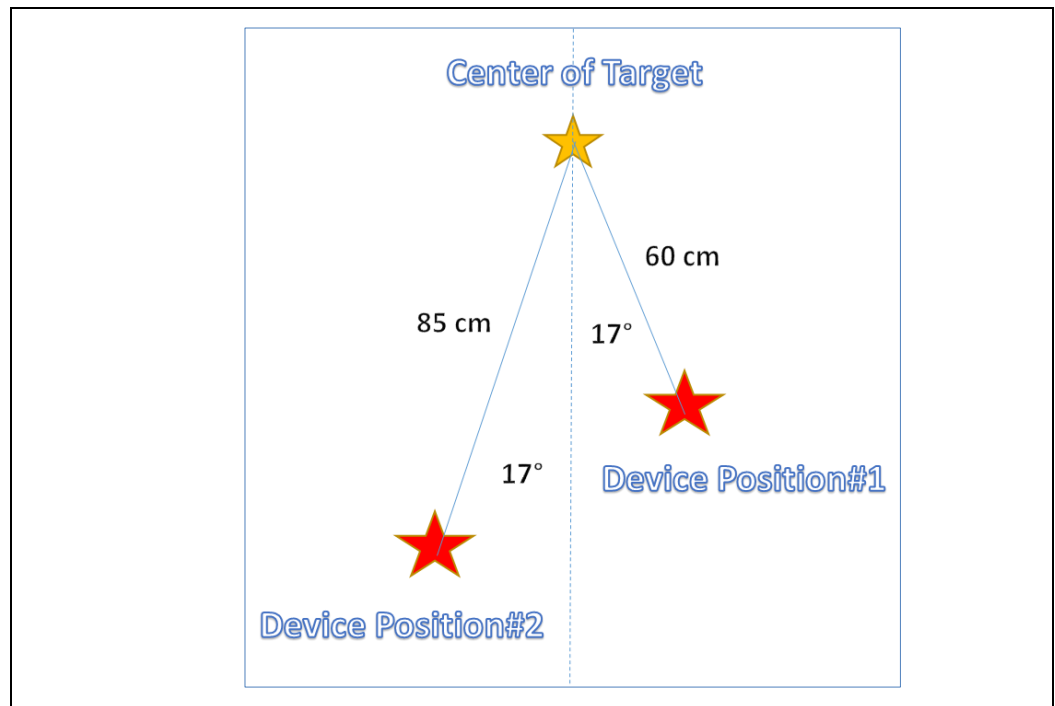 Center of Target
60 cm
85 cm
17°
17°
Device Position#1
Device Position#2